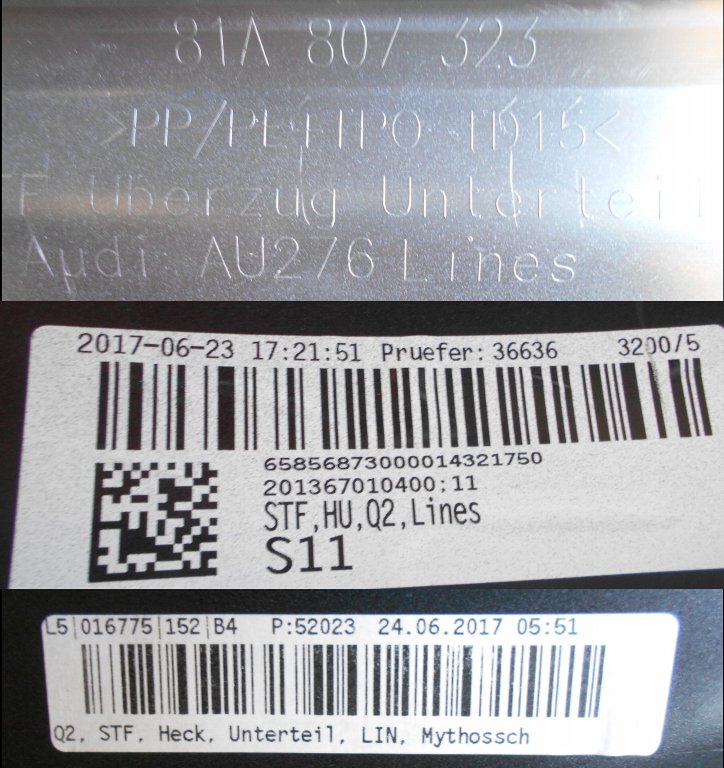 81A 807 323
>PP/PE+TPO TD15<
TF Überzug Unterteil
Audi AU276 Lines
2017-06-23 17:21:51 Pruefer: 36636 3200/5
65856873000014321750
201367010400;11
STF,HU,Q2,Lines
S11
L5|016775|152|B4 P:52023 24.06.2017 05:51
Q2, STF, Heck, Unterteil, LIN, Mythossch